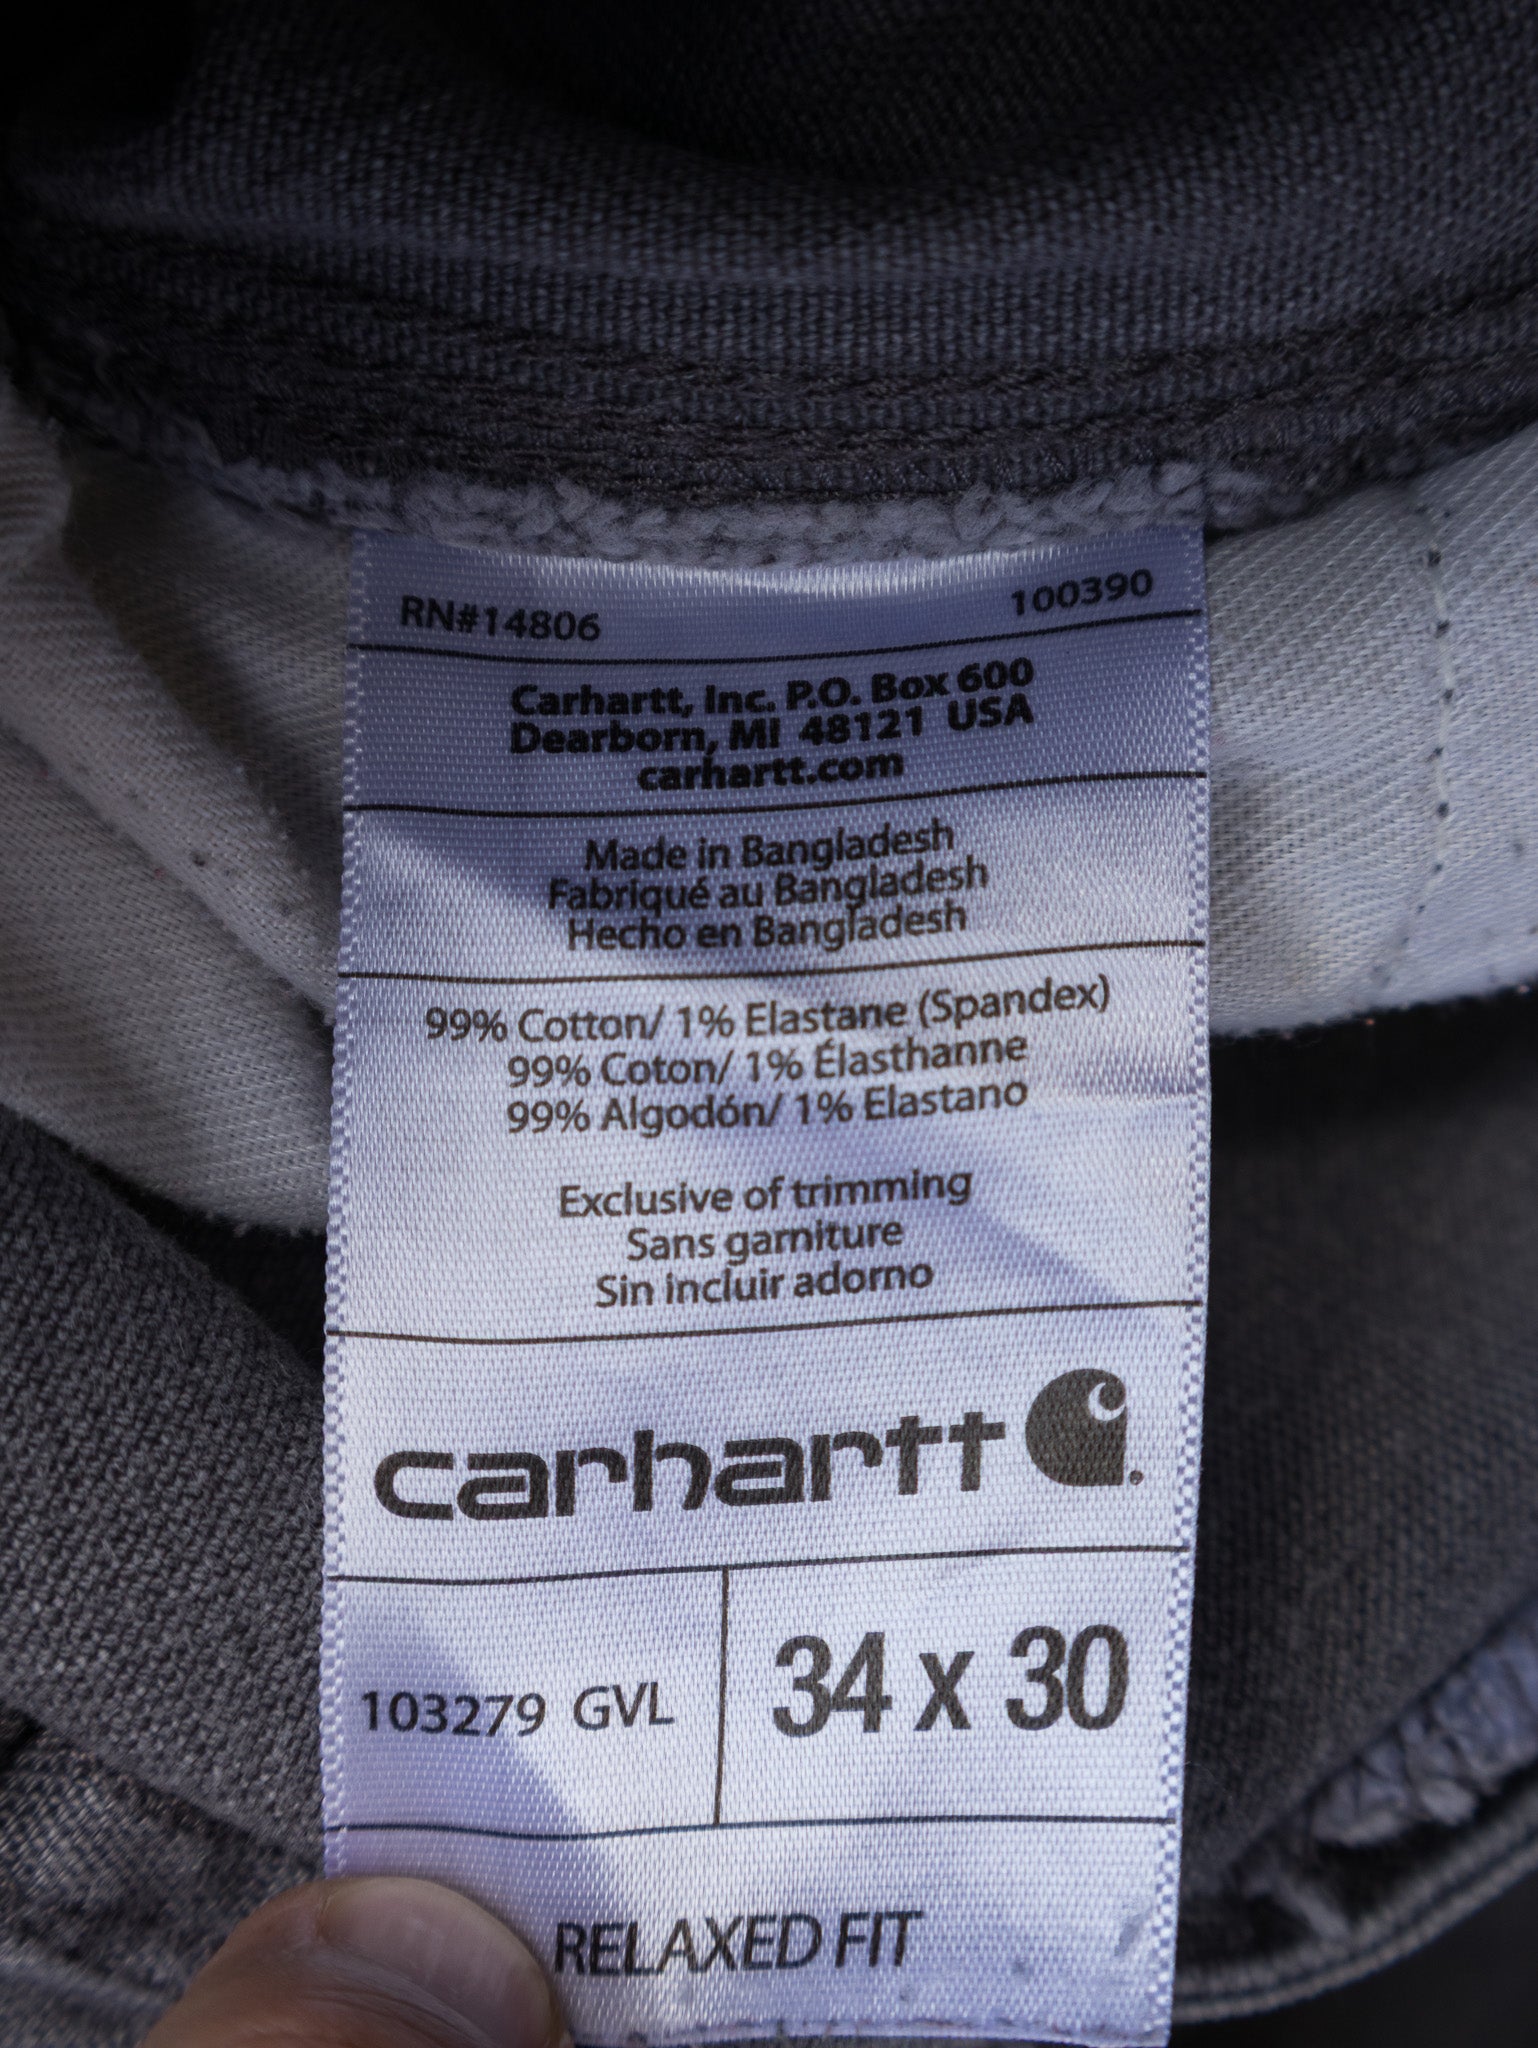 RN#14806 100390
Carhartt, Inc. P.O. Box 600
Dearborn, MI 48121 USA
carhartt.com
Made in Bangladesh
Fabriqué au Bangladesh
Hecho en Bangladesh
99% Cotton/ 1% Elastane (Spandex)
99% Coton/ 1% Élasthanne
99% Algodón/ 1% Elastano
Exclusive of trimming
Sans garniture
Sin incluir adorno
carhartt
103279 GVL 34 x 30
RELAXED FIT